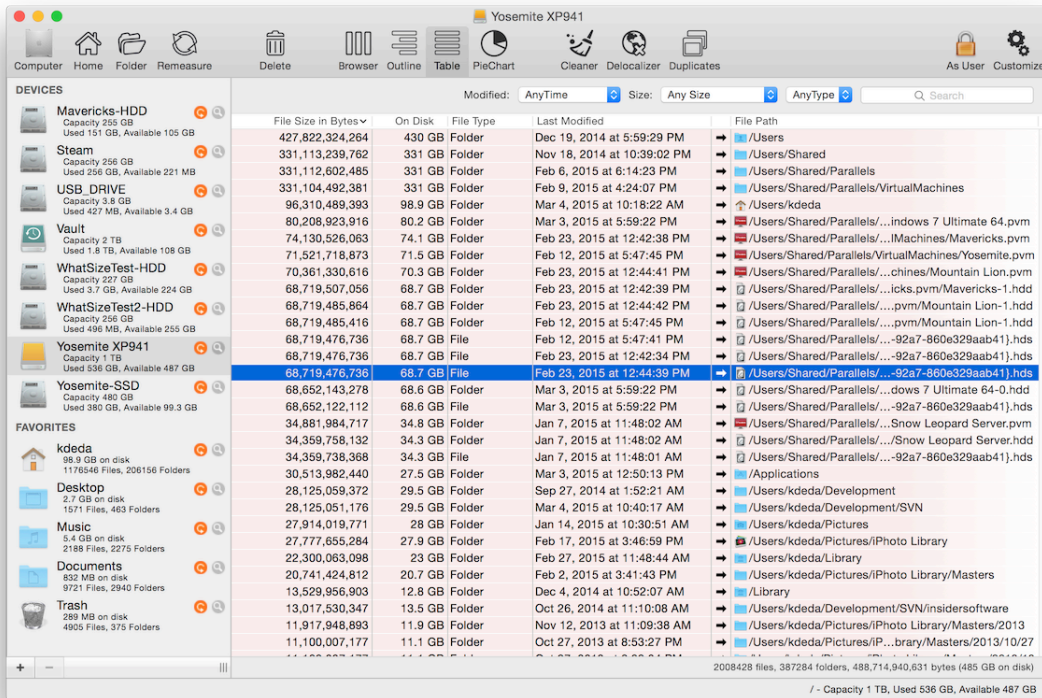 Yosemite XP941
Computer Home Folder Remeasure Delete Browser Outline Table PieChart Cleaner Delocalizer Duplicates As User Customize
DEVICES
Mavericks-HDD
Capacity 255 GB
Used 151 GB, Available 105 GB
Steam
Capacity 256 GB
Used 256 GB, Available 221 MB
USB_DRIVE
Capacity 3.8 GB
Used 427 MB, Available 3.4 GB
Vault
Capacity 2 TB
Used 1.8 TB, Available 108 GB
WhatSizeTest-HDD
Capacity 227 GB
Used 3.7 GB, Available 224 GB
WhatSizeTest2-HDD
Capacity 256 GB
Used 496 MB, Available 255 GB
Yosemite XP941
Capacity 1 TB
Used 536 GB, Available 487 GB
Yosemite-SSD
Capacity 480 GB
Used 380 GB, Available 99.3 GB
FAVORITES
kdeda
98.9 GB on disk
1176546 Files, 206156 Folders
Desktop
2.7 GB on disk
1571 Files, 463 Folders
Music
5.4 GB on disk
2188 Files, 2275 Folders
Documents
832 MB on disk
9721 Files, 2940 Folders
Trash
289 MB on disk
4905 Files, 375 Folders
Modified: AnyTime Size: Any Size AnyType Search
File Size in Bytes On Disk File Type Last Modified File Path
427,822,324,264 430 GB Folder Dec 19, 2014 at 5:59:29 PM /Users
331,113,239,762 331 GB Folder Nov 18, 2014 at 10:39:02 PM /Users/Shared
331,112,602,485 331 GB Folder Feb 6, 2015 at 6:14:23 PM /Users/Shared/Parallels
331,104,492,381 331 GB Folder Feb 9, 2015 at 4:24:07 PM /Users/Shared/Parallels/VirtualMachines
96,310,489,393 98.9 GB Folder Mar 4, 2015 at 10:18:22 AM /Users/kdeda
80,208,923,916 80.2 GB Folder Mar 3, 2015 at 5:59:22 PM /Users/Shared/Parallels/...indows 7 Ultimate 64.pvm
74,130,526,063 74.1 GB Folder Feb 23, 2015 at 12:42:38 PM /Users/Shared/Parallels/...lMachines/Mavericks.pvm
71,521,718,873 71.5 GB Folder Feb 12, 2015 at 5:47:45 PM /Users/Shared/Parallels/VirtualMachines/Yosemite.pvm
70,361,330,616 70.3 GB Folder Feb 23, 2015 at 12:44:41 PM /Users/Shared/Parallels/...chines/Mountain Lion.pvm
68,719,507,056 68.7 GB Folder Feb 23, 2015 at 12:42:39 PM /Users/Shared/Parallels/...icks.pvm/Mavericks-1.hdd
68,719,485,864 68.7 GB Folder Feb 23, 2015 at 12:44:42 PM /Users/Shared/Parallels/....pvm/Mountain Lion-1.hdd
68,719,485,416 68.7 GB Folder Feb 12, 2015 at 5:47:45 PM /Users/Shared/Parallels/....pvm/Mountain Lion-1.hdd
68,719,476,736 68.7 GB File Feb 12, 2015 at 5:47:41 PM /Users/Shared/Parallels/...-92a7-860e329aab41}.hds
68,719,476,736 68.7 GB File Feb 23, 2015 at 12:42:34 PM /Users/Shared/Parallels/...-92a7-860e329aab41}.hds
68,719,476,736 68.7 GB File Feb 23, 2015 at 12:44:39 PM /Users/Shared/Parallels/...-92a7-860e329aab41}.hds
68,652,143,278 68.6 GB Folder Mar 3, 2015 at 5:59:22 PM /Users/Shared/Parallels/...dows 7 Ultimate 64-0.hdd
68,652,122,112 68.6 GB File Mar 3, 2015 at 5:59:22 PM /Users/Shared/Parallels/...-92a7-860e329aab41}.hds
34,881,984,717 34.8 GB Folder Jan 7, 2015 at 11:48:02 AM /Users/Shared/Parallels/...Snow Leopard Server.pvm
34,359,758,132 34.3 GB Folder Jan 7, 2015 at 11:48:02 AM /Users/Shared/Parallels/.../Snow Leopard Server.hdd
34,359,738,368 34.3 GB File Jan 7, 2015 at 11:48:01 AM /Users/Shared/Parallels/...-92a7-860e329aab41}.hds
30,513,982,440 27.5 GB Folder Mar 3, 2015 at 12:50:13 PM /Applications
28,125,059,372 29.5 GB Folder Sep 27, 2014 at 1:52:21 AM /Users/kdeda/Development
28,125,051,176 29.5 GB Folder Mar 4, 2015 at 10:40:17 AM /Users/kdeda/Development/SVN
27,914,019,771 28 GB Folder Jan 14, 2015 at 10:30:51 AM /Users/kdeda/Pictures
27,777,655,284 27.9 GB Folder Feb 17, 2015 at 3:46:59 PM /Users/kdeda/Pictures/iPhoto Library
22,300,063,098 23 GB Folder Feb 27, 2015 at 11:48:44 AM /Users/kdeda/Library
20,741,424,812 20.7 GB Folder Feb 2, 2015 at 3:41:43 PM /Users/kdeda/Pictures/iPhoto Library/Masters
13,529,956,903 12.8 GB Folder Dec 4, 2014 at 10:52:07 AM /Library
13,017,530,347 13.5 GB Folder Oct 26, 2014 at 11:10:08 AM /Users/kdeda/Development/SVN/insidersoftware
11,917,948,893 11.9 GB Folder Nov 12, 2013 at 11:09:38 AM /Users/kdeda/Pictures/iPhoto Library/Masters/2013
11,100,007,177 11.1 GB Folder Oct 27, 2013 at 8:53:27 PM /Users/kdeda/Pictures/iP...brary/Masters/2013/10/27
2008428 files, 387284 folders, 488,714,940,631 bytes (485 GB on disk)
/ - Capacity 1 TB, Used 536 GB, Available 487 GB